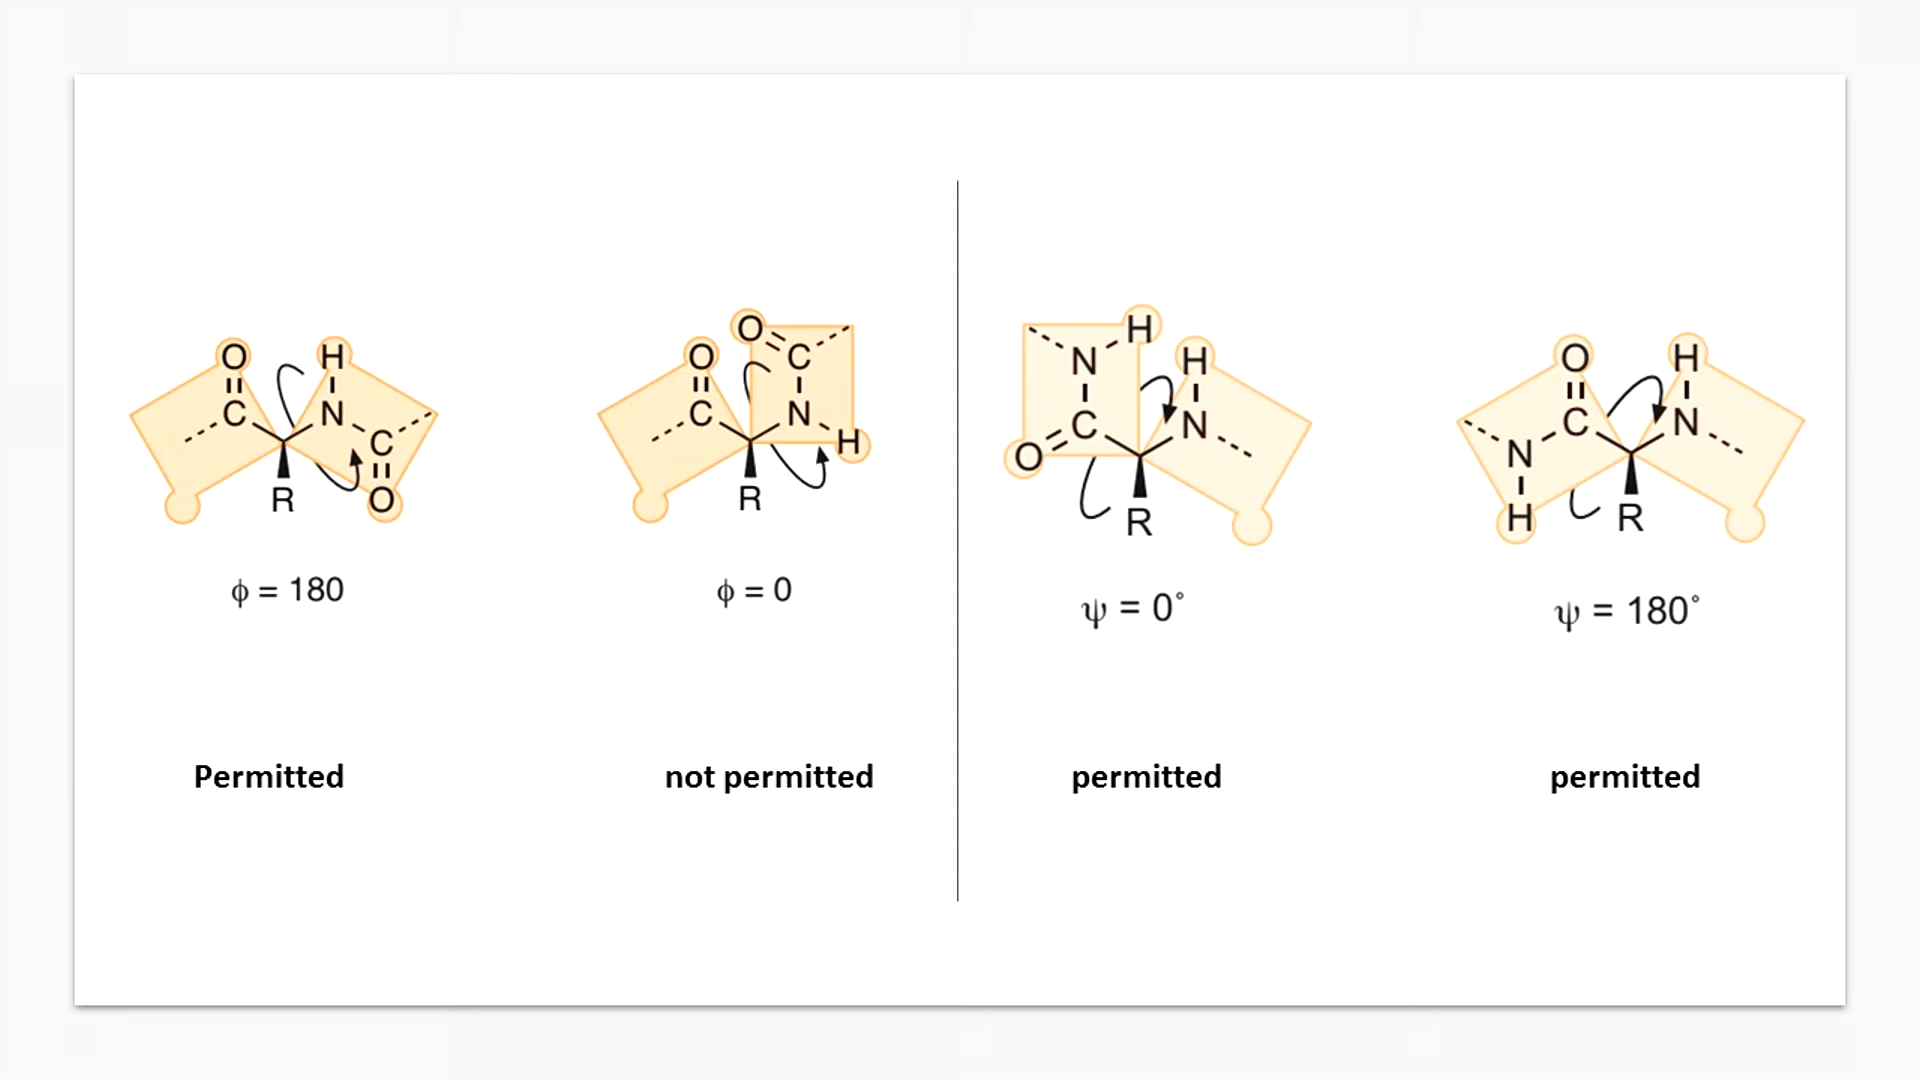 O H
C N C
R O
ϕ = 180
Permitted
O C
O
C N H
R
ϕ = 0
not permitted
N H H
C N
O
R
ψ = 0°
permitted
O H
C N
N
H R
ψ = 180°
permitted